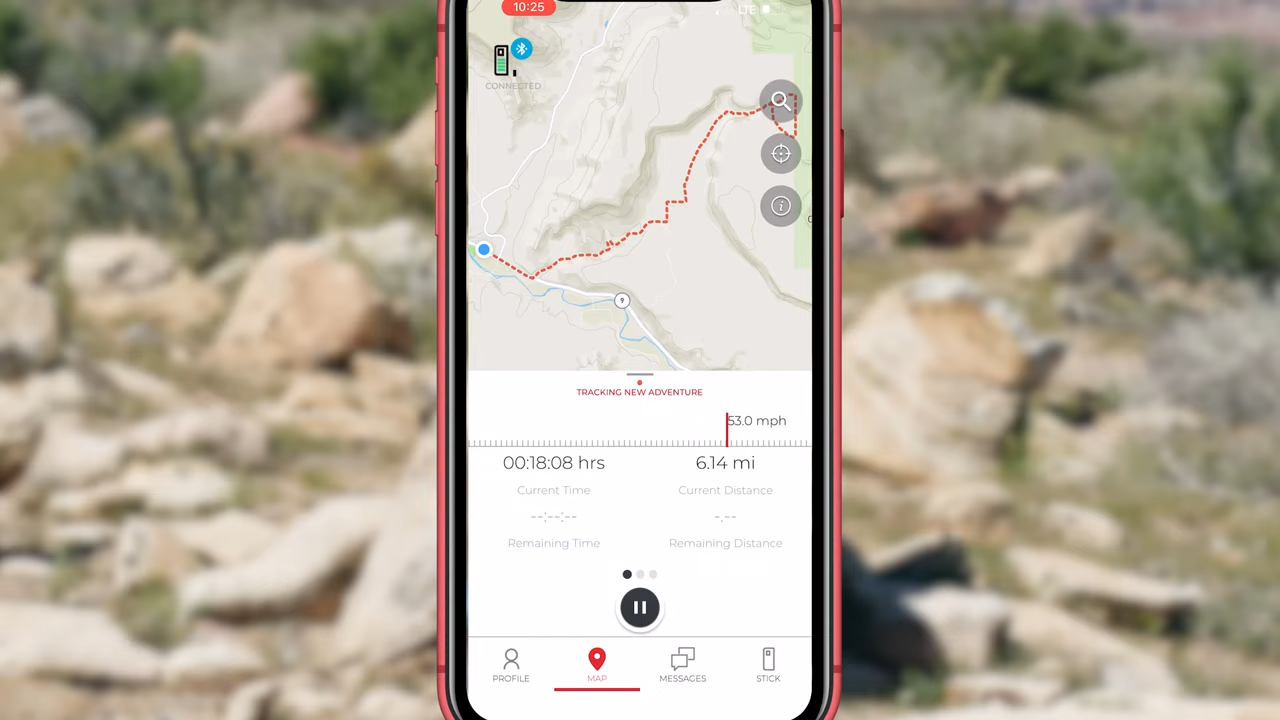 10:25
LTE
CONNECTED
9
TRACKING NEW ADVENTURE
53.0 mph
00:18:08 hrs
6.14 mi
Current Time
Current Distance
--:--:--
-.--
Remaining Time
Remaining Distance
PROFILE
MAP
MESSAGES
STICK